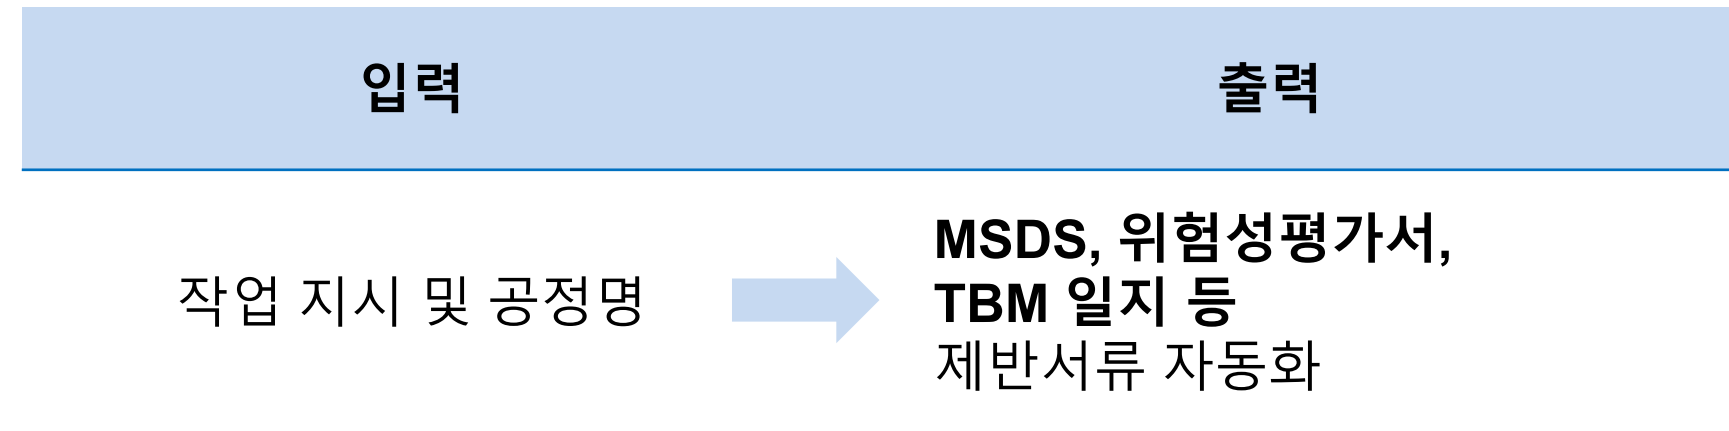 입력
출력
작업 지시 및 공정명
MSDS, 위험성평가서,
TBM 일지 등
제반서류 자동화